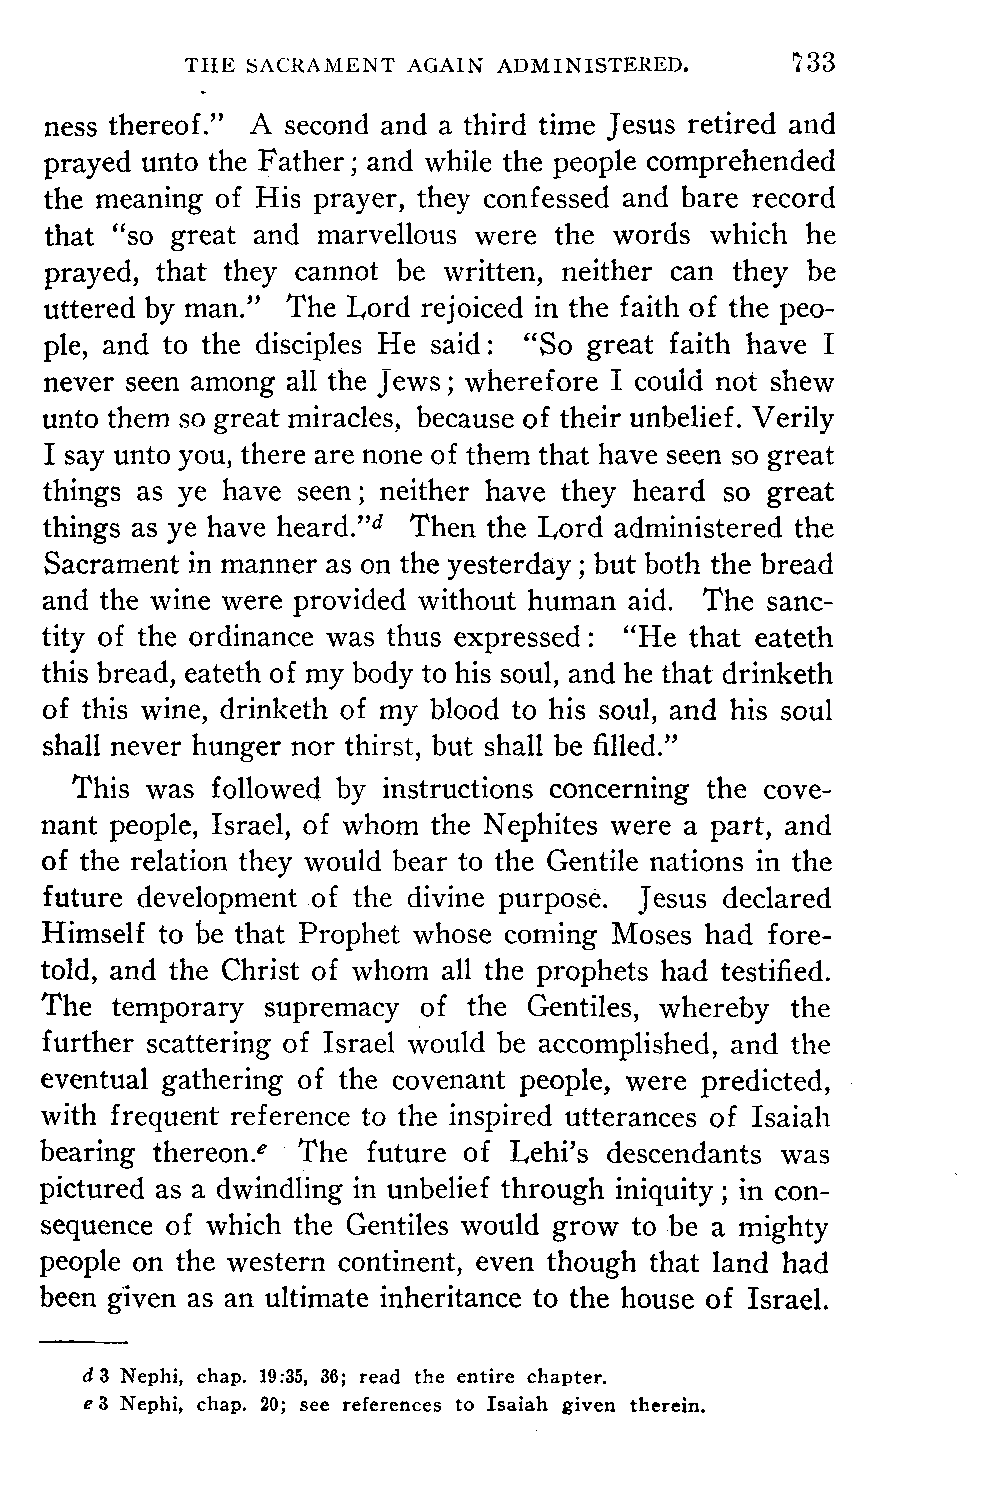 THE SACRAMENT AGAIN ADMINISTERED. 733
ness thereof." A second and a third time Jesus retired and
prayed unto the Father; and while the people comprehended
the meaning of His prayer, they confessed and bare record
that "so great and marvellous were the words which he
prayed, that they cannot be written, neither can they be
uttered by man." The Lord rejoiced in the faith of the peo-
ple, and to the disciples He said: "So great faith have I
never seen among all the Jews; wherefore I could not shew
unto them so great miracles, because of their unbelief. Verily
I say unto you, there are none of them that have seen so great
things as ye have seen; neither have they heard so great
things as ye have heard."d Then the Lord administered the
Sacrament in manner as on the yesterday; but both the bread
and the wine were provided without human aid. The sanc-
tity of the ordinance was thus expressed: "He that eateth
this bread, eateth of my body to his soul, and he that drinketh
of this wine, drinketh of my blood to his soul, and his soul
shall never hunger nor thirst, but shall be filled."
This was followed by instructions concerning the cove-
nant people, Israel, of whom the Nephites were a part, and
of the relation they would bear to the Gentile nations in the
future development of the divine purpose. Jesus declared
Himself to be that Prophet whose coming Moses had fore-
told, and the Christ of whom all the prophets had testified.
The temporary supremacy of the Gentiles, whereby the
further scattering of Israel would be accomplished, and the
eventual gathering of the covenant people, were predicted,
with frequent reference to the inspired utterances of Isaiah
bearing thereon.e The future of Lehi's descendants was
pictured as a dwindling in unbelief through iniquity; in con-
sequence of which the Gentiles would grow to be a mighty
people on the western continent, even though that land had
been given as an ultimate inheritance to the house of Israel.
d 3 Nephi, chap. 19:35, 36; read the entire chapter.
e 3 Nephi, chap. 20; see references to Isaiah given therein.